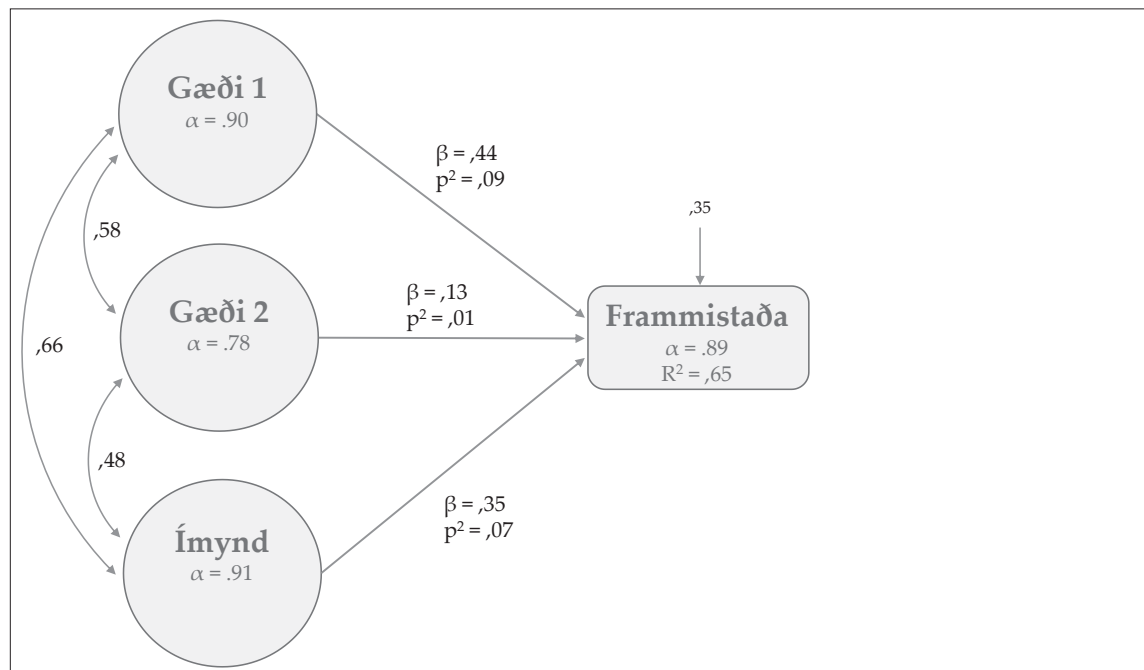 Gæði 1
α = .90
β = ,44
p² = ,09
,35
,58
Gæði 2
α = .78
β = ,13
p² = ,01
Frammistaða
α = .89
R² = ,65
,66
,48
Ímynd
α = .91
β = ,35
p² = ,07